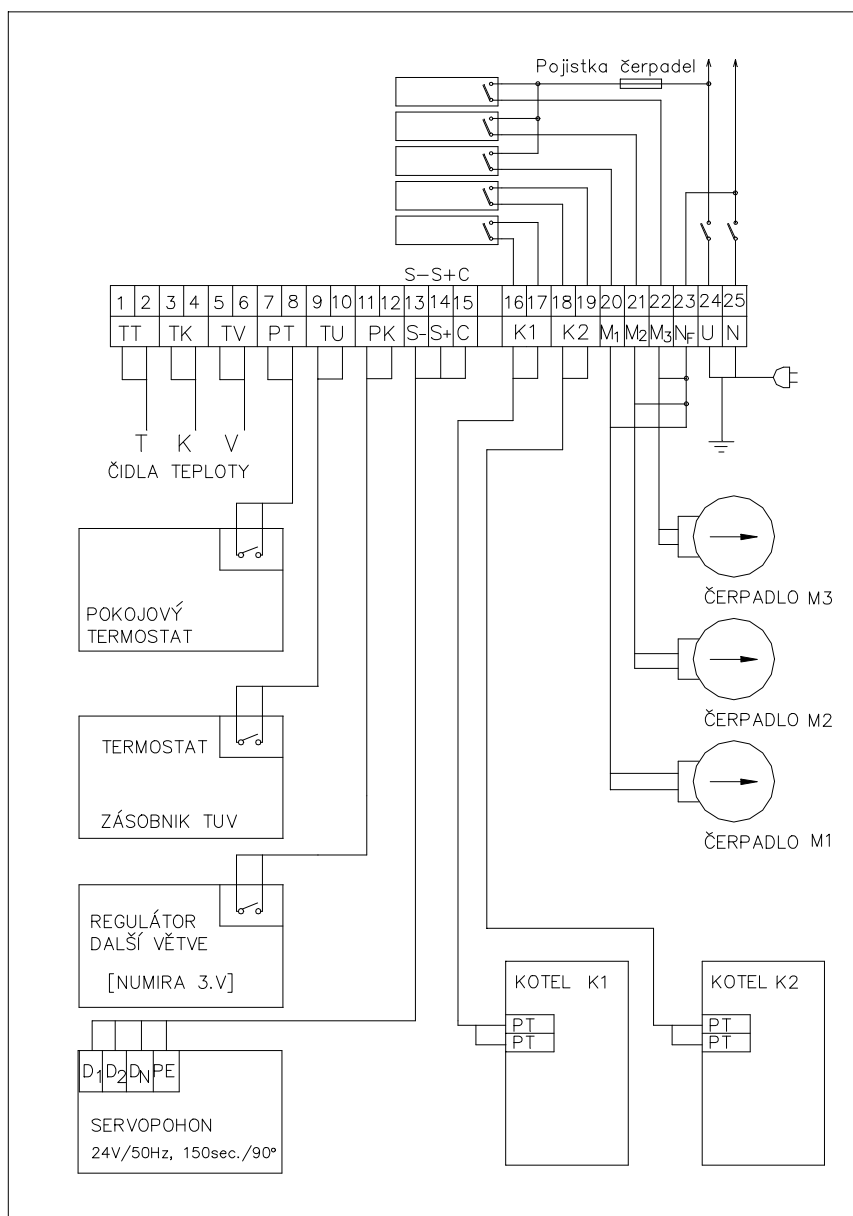 Pojistka čerpadel
S-S+C
1 2 3 4 5 6 7 8 9 10 11 12 13 14 15 16 17 18 19 20 21 22 23 24 25
TT TK TV PT TU PK S- S+ C K1 K2 M1 M2 M3 NF U N
T K V
ČIDLA TEPLOTY
POKOJOVÝ
TERMOSTAT
ČERPADLO M3
TERMOSTAT
ZÁSOBNIK TUV
ČERPADLO M2
ČERPADLO M1
REGULÁTOR
DALŠÍ VĚTVE
[NUMIRA 3.V]
KOTEL K1
PT
PT
KOTEL K2
PT
PT
D1 D2 DN PE
SERVOPOHON
24V/50Hz, 150sec./90°